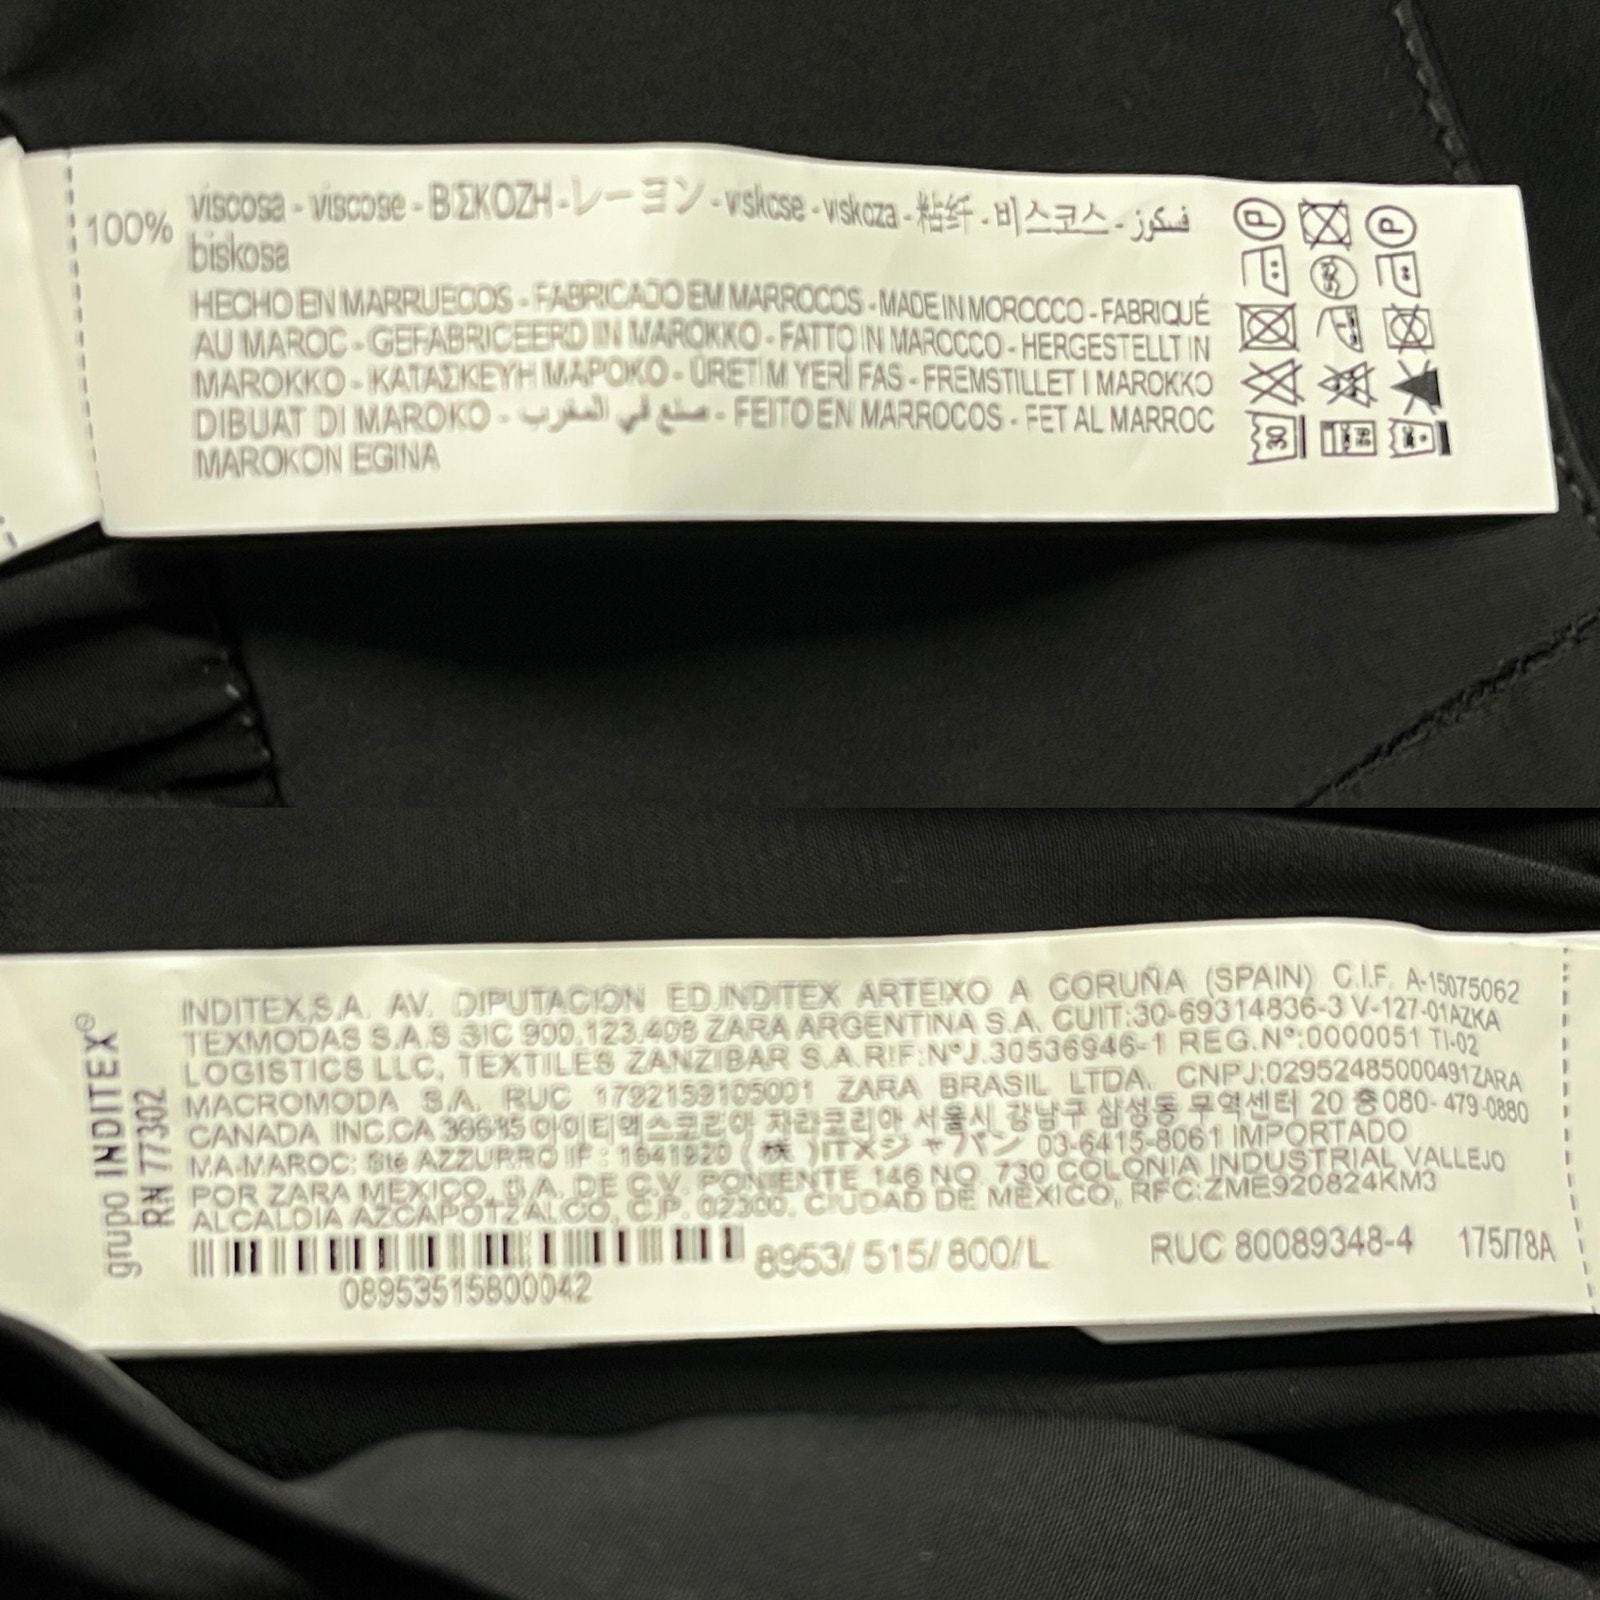 100% viscosa - viscose - ΒΙΣΚΟΖΗ - レーヨン - viskose - viskoza - 粘纤 - 비스코스 - فسكوز
biskosa
HECHO EN MARRUECOS - FABRICADO EM MARROCOS - MADE IN MOROCCO - FABRIQUÉ
AU MAROC - GEFABRICEERD IN MAROKKO - FATTO IN MAROCCO - HERGESTELLT IN
MAROKKO - ΚΑΤΑΣΚΕΥΗ ΜΑΡΟΚΟ - ÜRETİM YERİ FAS - FREMSTILLET I MAROKKO
DIBUAT DI MAROKO - صنع في المغرب - FEITO EN MARROCOS - FET AL MARROC
MAROKON EGINA
grupo INDITEX®
RN 77302
INDITEX,S.A. AV. DIPUTACION ED.INDITEX ARTEIXO A CORUÑA (SPAIN) C.I.F. A-15075062
TEXMODAS S.A.S SIC 900.123.408 ZARA ARGENTINA S.A. CUIT:30-69314836-3 V-127-01AZKA
LOGISTICS LLC, TEXTILES ZANZIBAR S.A.RIF:NºJ.30536946-1 REG.Nº:0000051 TI-02
MACROMODA S.A. RUC 1792159105001 ZARA BRASIL LTDA. CNPJ:02952485000491ZARA
CANADA INC.CA 36685 아이티엑스코리아 자라코리아 서울시 강남구 삼성동 무역센터 20 층080-479-0880
MA-MAROC: Sté AZZURRO IF : 1641920 (株)ITXジャパン 03-6415-8061 IMPORTADO
POR ZARA MEXICO, S.A. DE C.V. PONIENTE 146 NO. 730 COLONIA INDUSTRIAL VALLEJO
ALCALDIA AZCAPOTZALCO, C.P. 02300. CIUDAD DE MEXICO, RFC:ZME920824KM3
8953/ 515/ 800/L RUC 80089348-4 175/78A
08953515800042